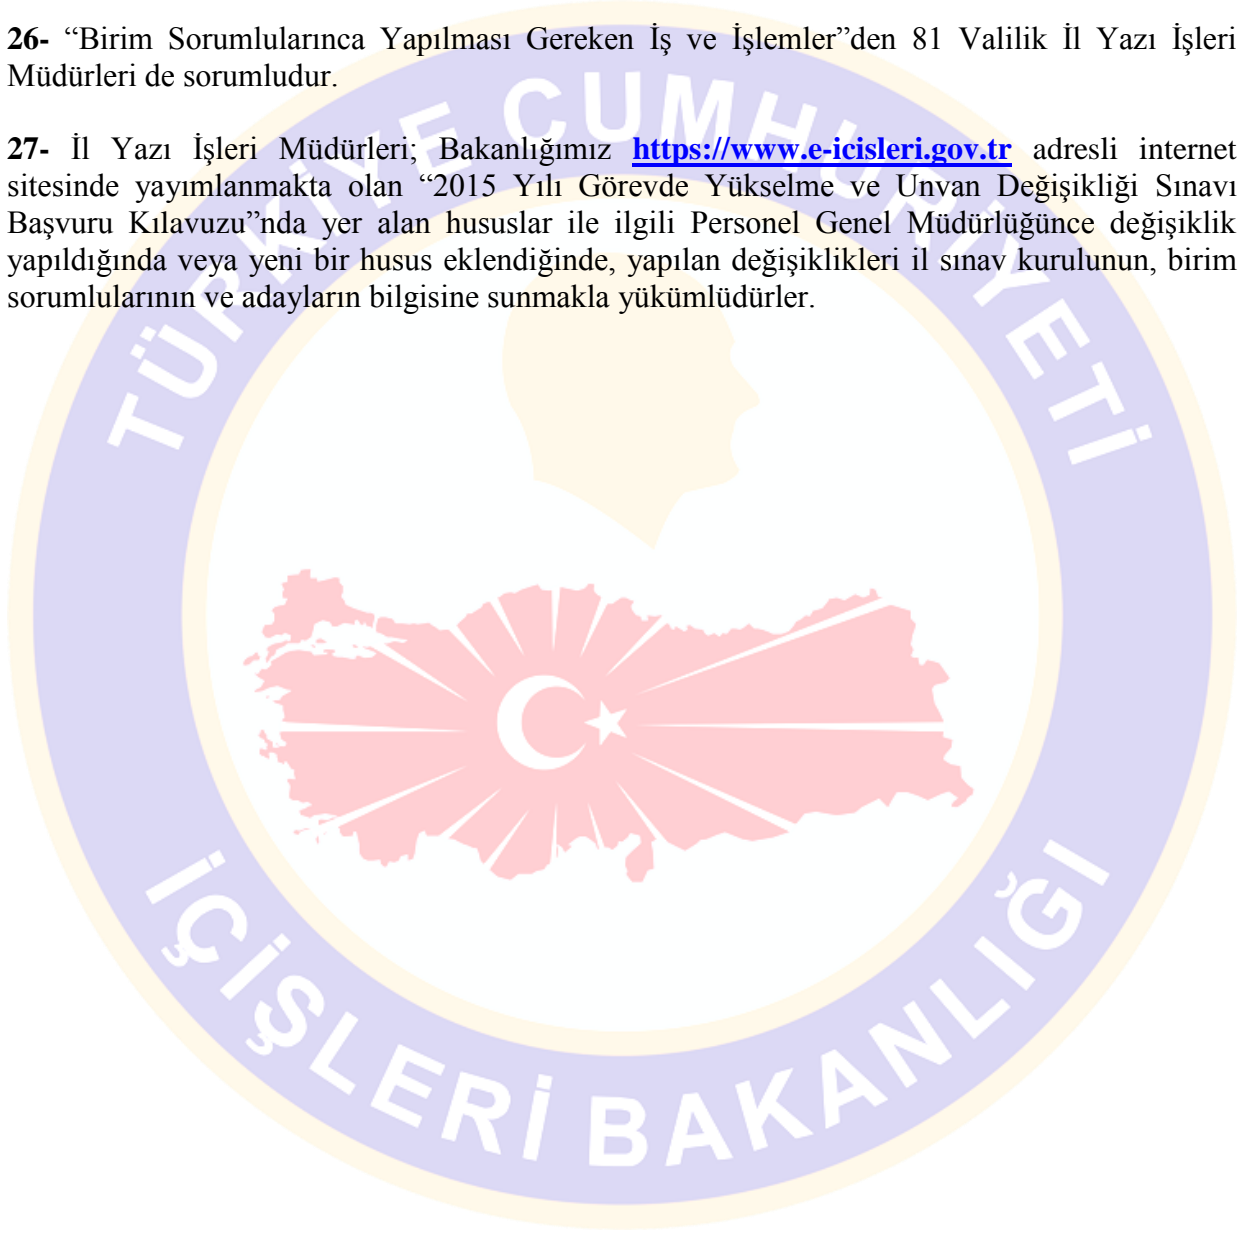 26- “Birim Sorumlularınca Yapılması Gereken İş ve İşlemler”den 81 Valilik İl Yazı İşleri
Müdürleri de sorumludur.
27- İl Yazı İşleri Müdürleri; Bakanlığımız https://www.e-icisleri.gov.tr adresli internet
sitesinde yayımlanmakta olan “2015 Yılı Görevde Yükselme ve Unvan Değişikliği Sınavı
Başvuru Kılavuzu”nda yer alan hususlar ile ilgili Personel Genel Müdürlüğünce değişiklik
yapıldığında veya yeni bir husus eklendiğinde, yapılan değişiklikleri il sınav kurulunun, birim
sorumlularının ve adayların bilgisine sunmakla yükümlüdürler.
TÜRKİYE CUMHURİYETİ
İÇİŞLERİ BAKANLIĞI